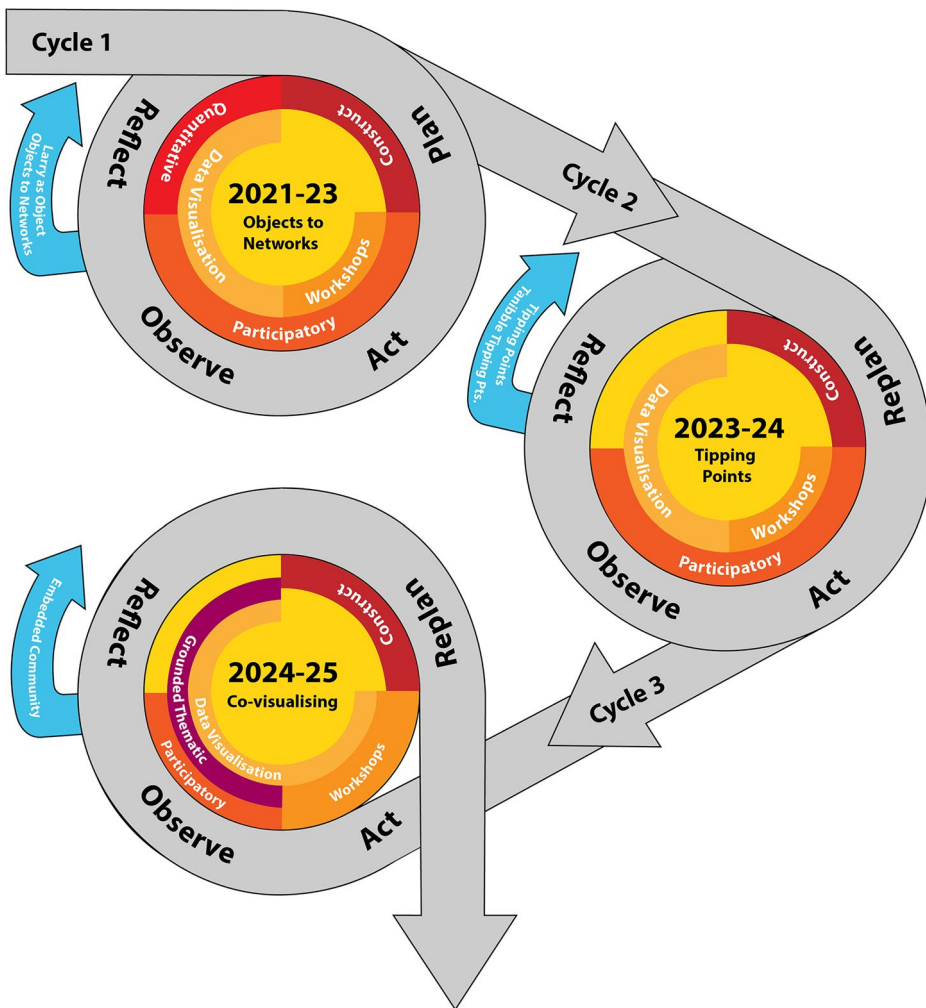 Cycle 1
Reflect
Plan
Act
Observe
Quantitative
Construct
Data Visualisation
Workshops
Participatory
2021-23
Objects to
Networks
Larry as Object
Objects to Networks
Cycle 2
Reflect
Replan
Act
Observe
Construct
Data Visualisation
Workshops
Participatory
2023-24
Tipping
Points
Tipping Points
Tanibble Tipping Pts.
Cycle 3
Reflect
Replan
Act
Observe
Construct
Grounded Thematic
Data Visualisation
Workshops
Participatory
2024-25
Co-visualising
Embedded Community